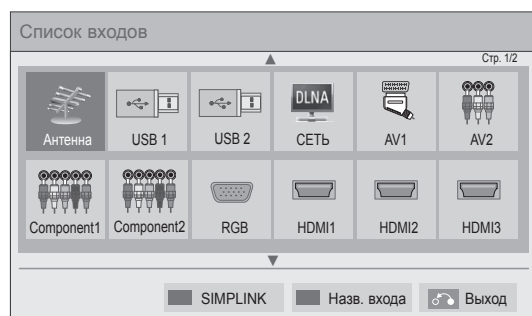 Список входов
Стр. 1/2
DLNA
Антенна USB 1 USB 2 СЕТЬ AV1 AV2
Component1 Component2 RGB HDMI1 HDMI2 HDMI3
SIMPLINK Назв. входа Выход